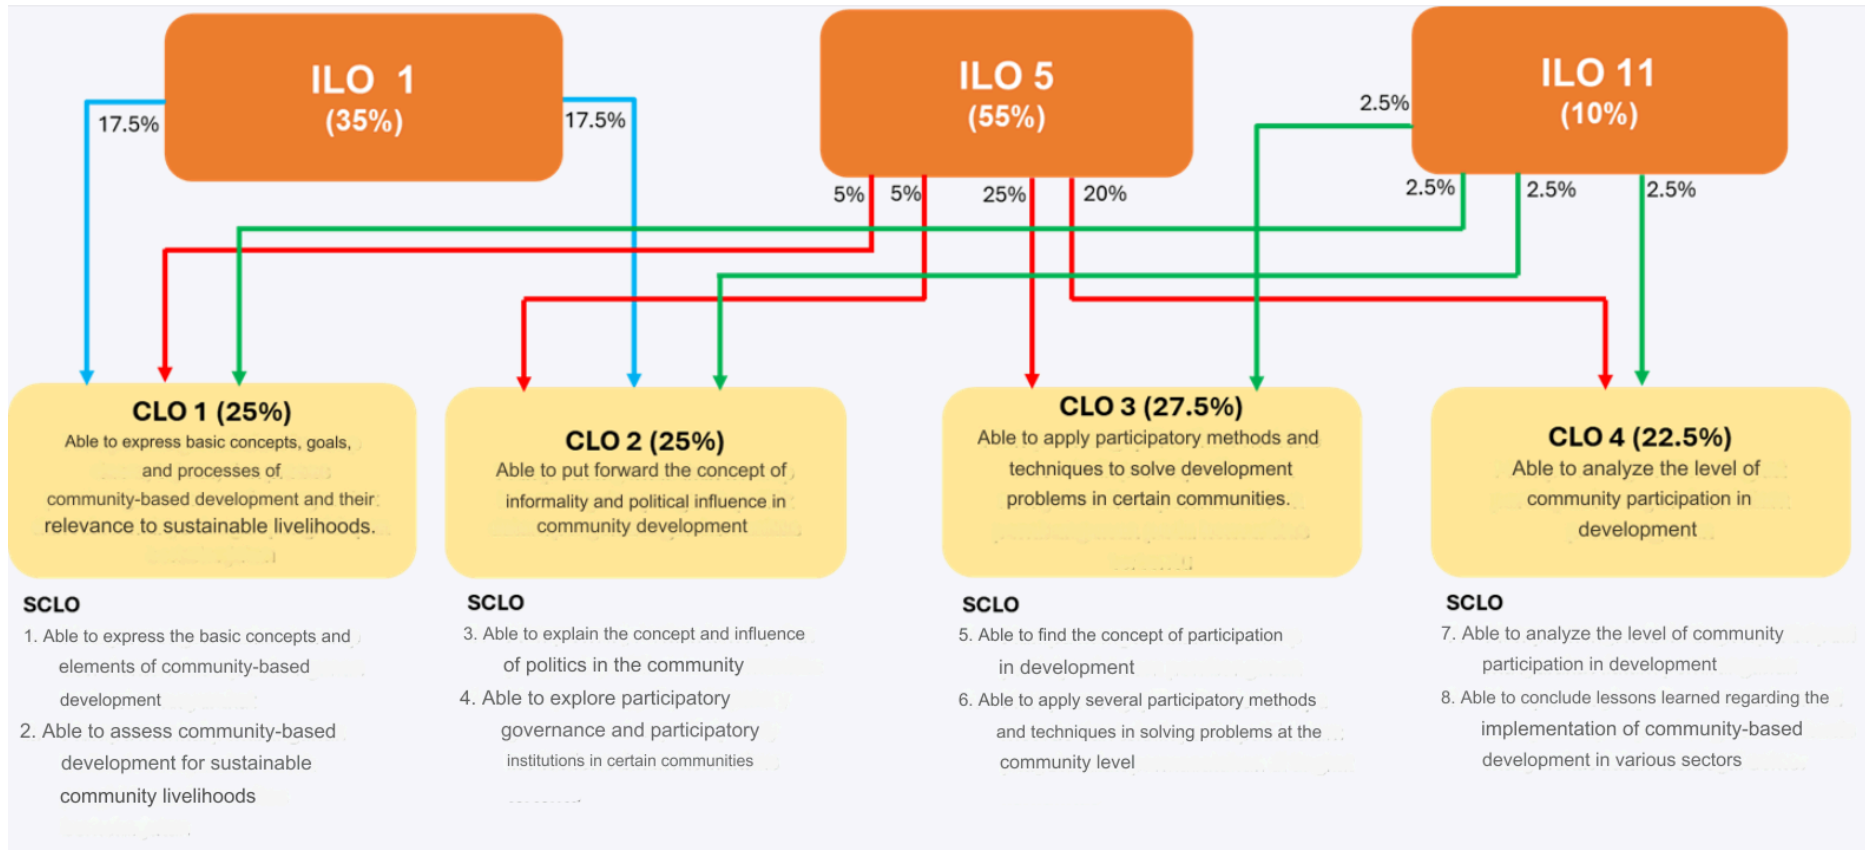 ILO 1
(35%)
ILO 5
(55%)
ILO 11
(10%)
17.5%
17.5%
5%
5%
25%
20%
2.5%
2.5%
2.5%
2.5%
CLO 1 (25%)
Able to express basic concepts, goals,
and processes of
community-based development and their
relevance to sustainable livelihoods.
CLO 2 (25%)
Able to put forward the concept of
informality and political influence in
community development
CLO 3 (27.5%)
Able to apply participatory methods and
techniques to solve development
problems in certain communities.
CLO 4 (22.5%)
Able to analyze the level of
community participation in
development
SCLO
1. Able to express the basic concepts and
elements of community-based
development
2. Able to assess community-based
development for sustainable
community livelihoods
SCLO
3. Able to explain the concept and influence
of politics in the community
4. Able to explore participatory
governance and participatory
institutions in certain communities
SCLO
5. Able to find the concept of participation
in development
6. Able to apply several participatory methods
and techniques in solving problems at the
community level
SCLO
7. Able to analyze the level of community
participation in development
8. Able to conclude lessons learned regarding the
implementation of community-based
development in various sectors